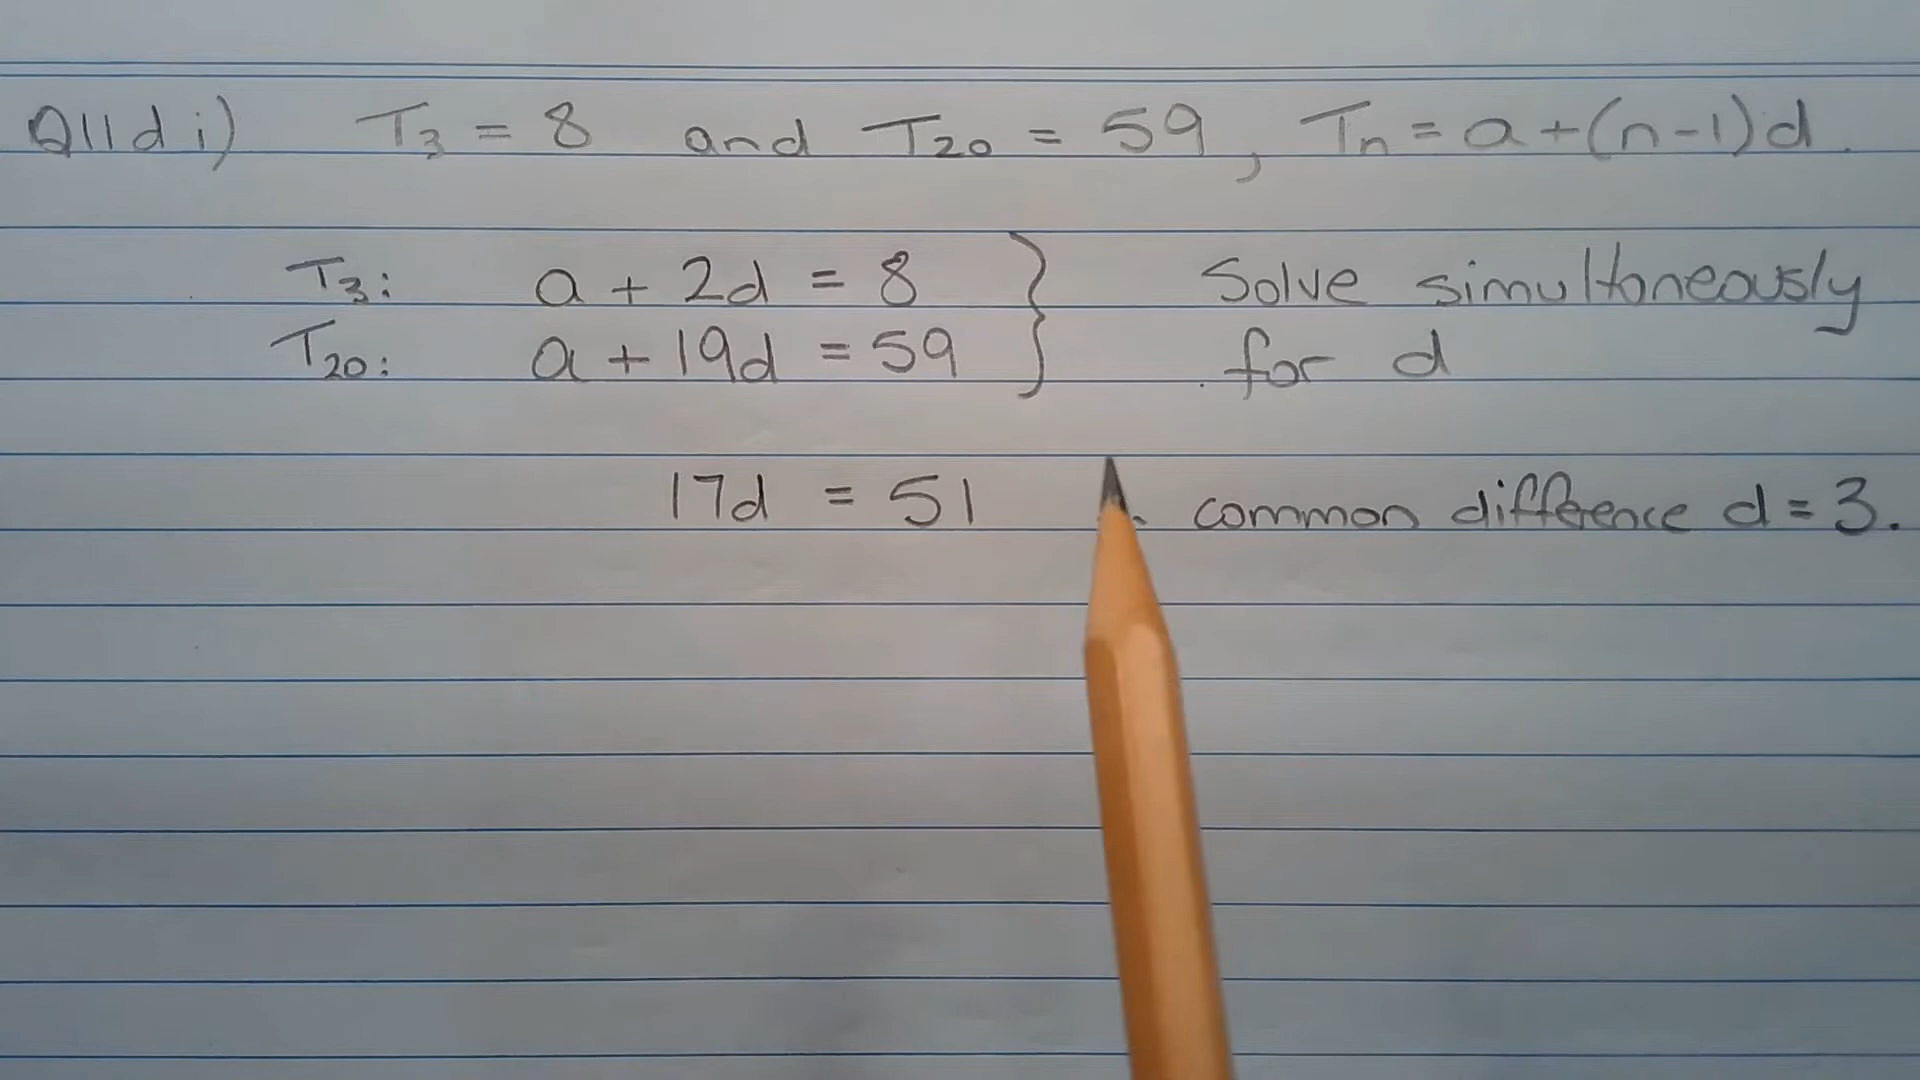 Q11d i) T3 = 8 and T20 = 59, Tn = a+(n-1)d.
T3: a + 2d = 8 } Solve simultaneously
T20: a + 19d = 59 for d
17d = 51 common difference d = 3.